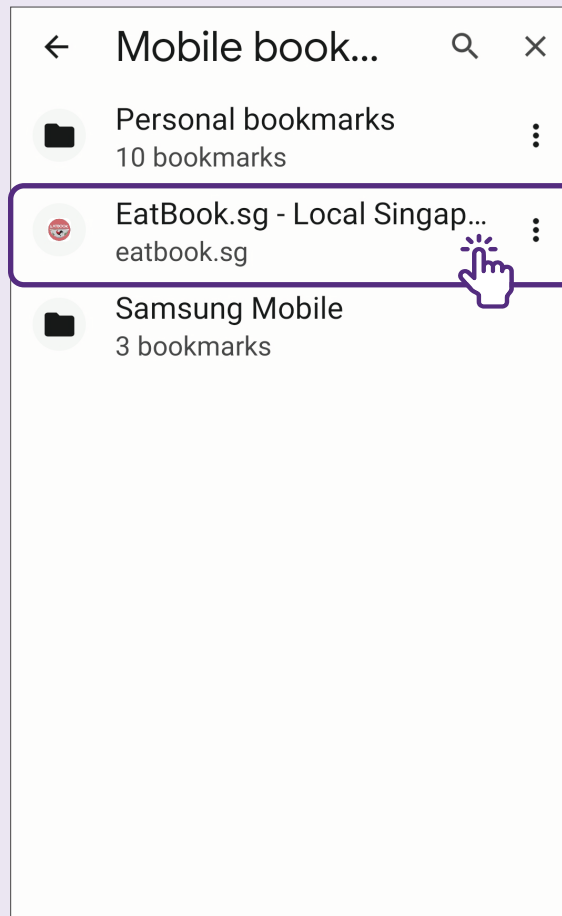 Mobile book...
Personal bookmarks
10 bookmarks
EatBook.sg - Local Singap...
eatbook.sg
Samsung Mobile
3 bookmarks